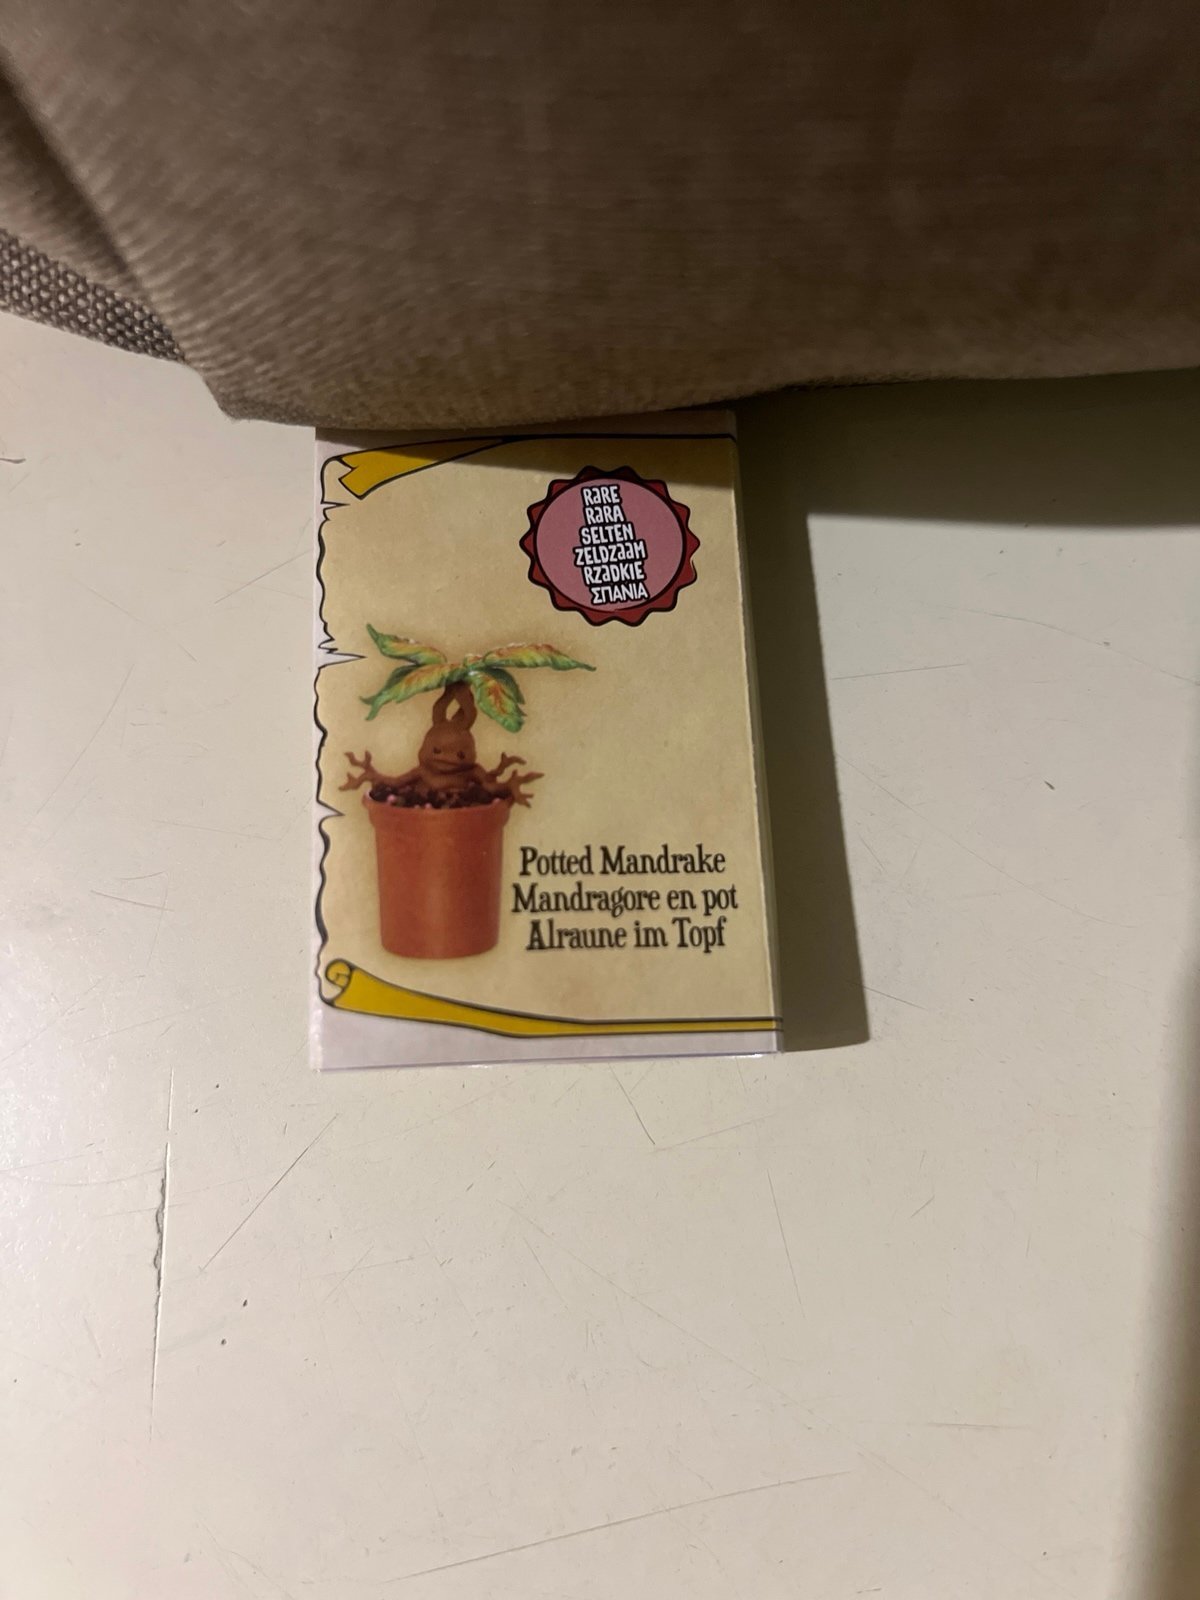 RARE
RARA
SELTEN
ZELDZAAM
RZADKIE
ΣΠΑΝΙΑ
Potted Mandrake
Mandragore en pot
Alraune im Topf